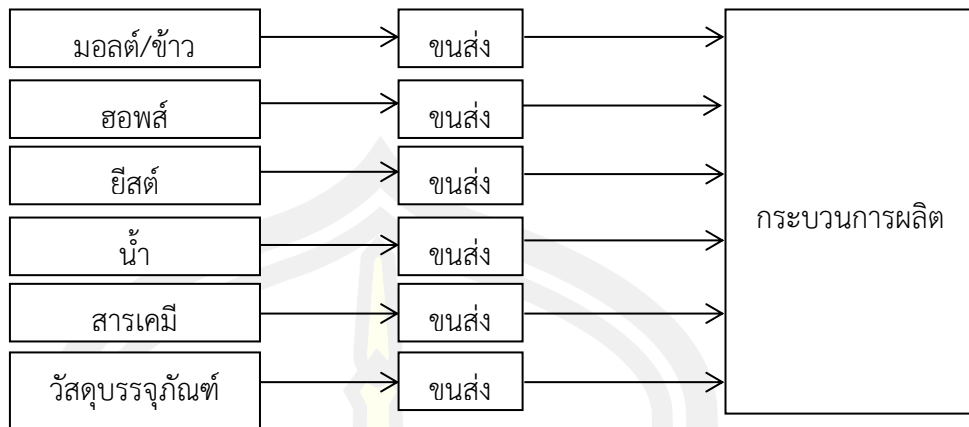 มอลต์/ข้าว ขนส่ง
ฮอพส์ ขนส่ง
ยีสต์ ขนส่ง
กระบวนการผลิต
น้ำ ขนส่ง
สารเคมี ขนส่ง
วัสดุบรรจุภัณฑ์ ขนส่ง